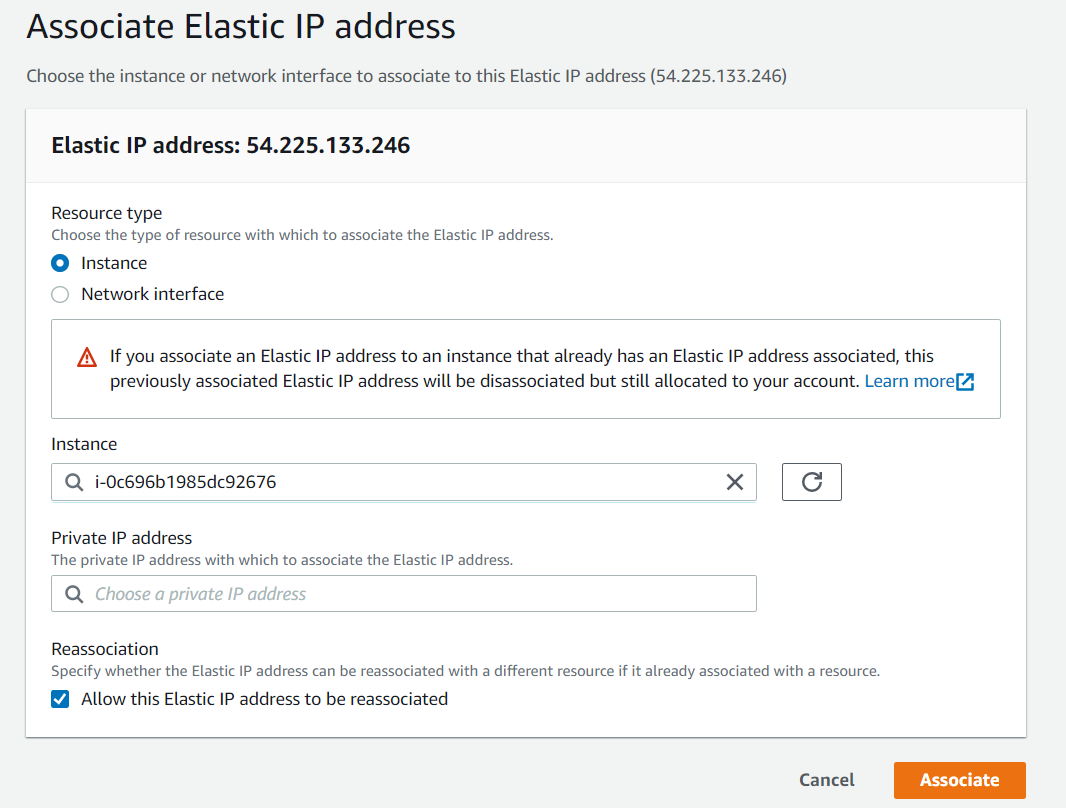 Associate Elastic IP address
Choose the instance or network interface to associate to this Elastic IP address (54.225.133.246)
Elastic IP address: 54.225.133.246
Resource type
Choose the type of resource with which to associate the Elastic IP address.
Instance
Network interface
If you associate an Elastic IP address to an instance that already has an Elastic IP address associated, this
previously associated Elastic IP address will be disassociated but still allocated to your account. Learn more
Instance
i-0c696b1985dc92676
Private IP address
The private IP address with which to associate the Elastic IP address.
Choose a private IP address
Reassociation
Specify whether the Elastic IP address can be reassociated with a different resource if it already associated with a resource.
Allow this Elastic IP address to be reassociated
Cancel
Associate